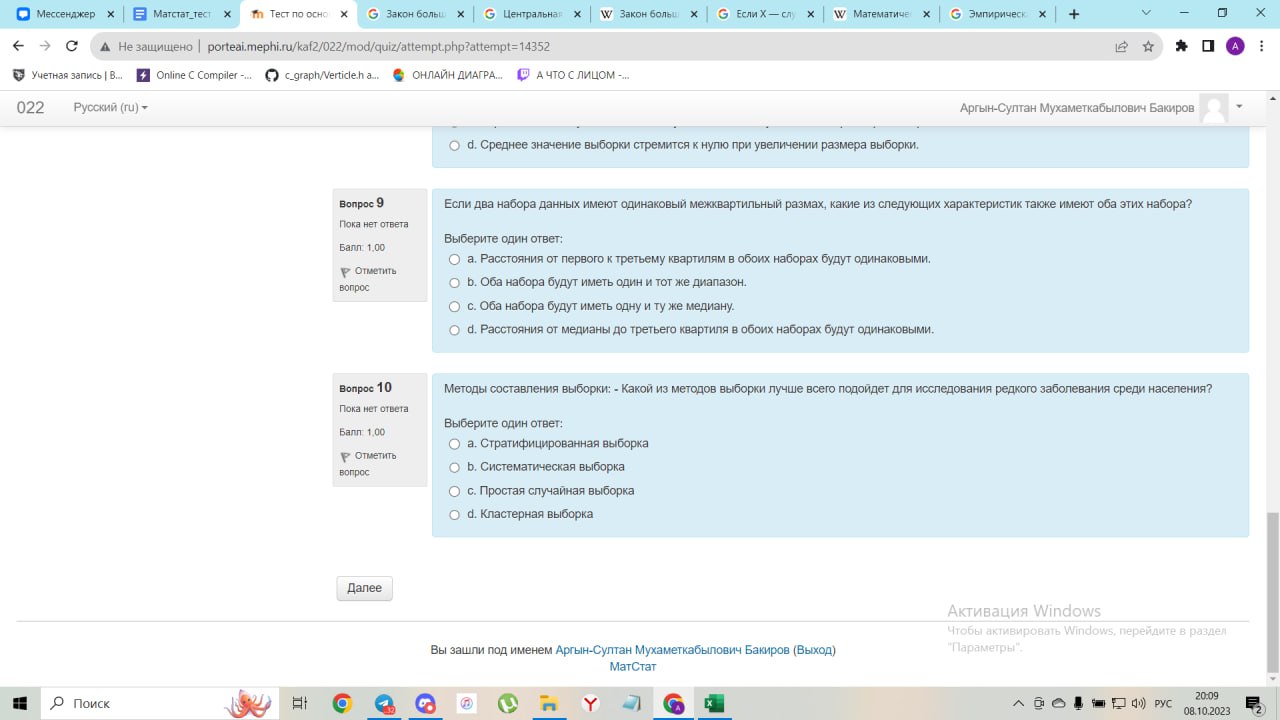 Мессенджер
Матстат_тест
Тест по осно
Закон больш
Центральная
Закон больш
Если X — слу
Математичес
Эмпирическ
Не защищено | porteai.mephi.ru/kaf2/022/mod/quiz/attempt.php?attempt=14352
Учетная запись | В...
Online C Compiler -...
c_graph/Verticle.h a...
ОНЛАЙН ДИАГРА...
А ЧТО С ЛИЦОМ -...
022 Русский (ru)
Аргын-Султан Мухаметкабылович Бакиров
d. Среднее значение выборки стремится к нулю при увеличении размера выборки.
Вопрос 9
Пока нет ответа
Балл: 1,00
Отметить
вопрос
Если два набора данных имеют одинаковый межквартильный размах, какие из следующих характеристик также имеют оба этих набора?
Выберите один ответ:
a. Расстояния от первого к третьему квартилям в обоих наборах будут одинаковыми.
b. Оба набора будут иметь один и тот же диапазон.
c. Оба набора будут иметь одну и ту же медиану.
d. Расстояния от медианы до третьего квартиля в обоих наборах будут одинаковыми.
Вопрос 10
Пока нет ответа
Балл: 1,00
Отметить
вопрос
Методы составления выборки: - Какой из методов выборки лучше всего подойдет для исследования редкого заболевания среди населения?
Выберите один ответ:
a. Стратифицированная выборка
b. Систематическая выборка
c. Простая случайная выборка
d. Кластерная выборка
Далее
Активация Windows
Чтобы активировать Windows, перейдите в раздел
"Параметры".
Вы зашли под именем Аргын-Султан Мухаметкабылович Бакиров (Выход)
МатСтат
Поиск
РУС
20:09
08.10.2023
2